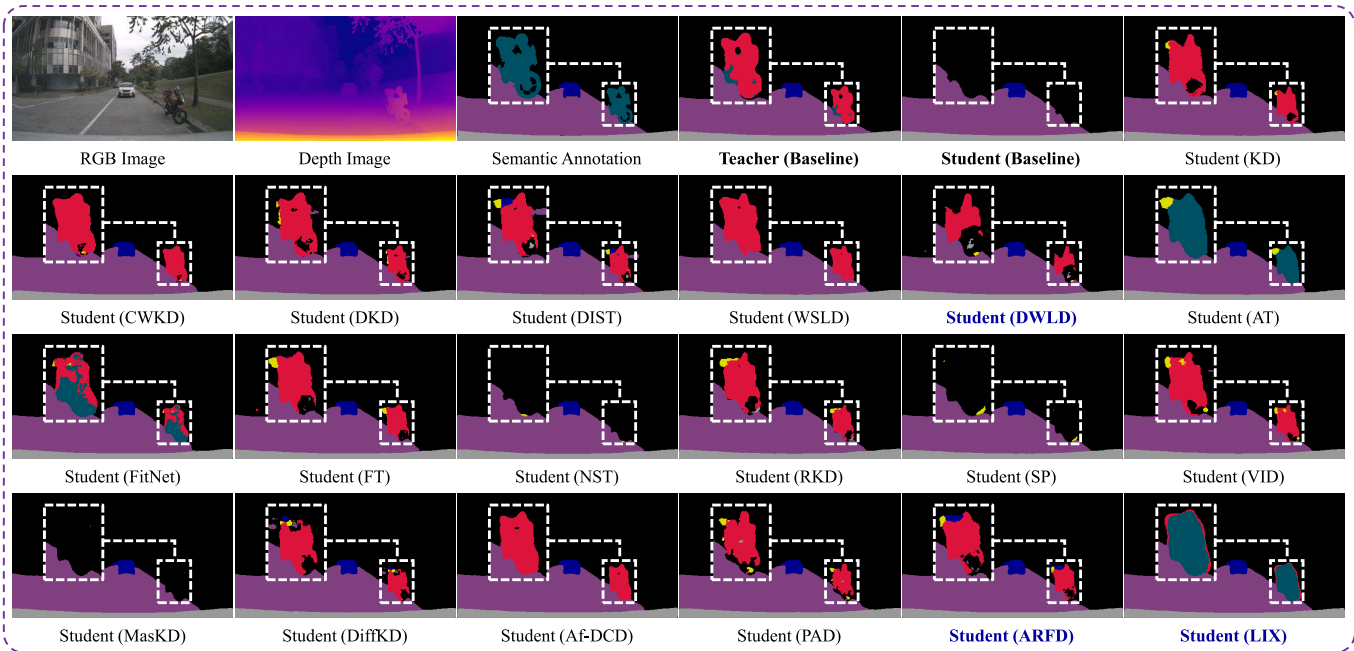 RGB Image
Depth Image
Semantic Annotation
Teacher (Baseline)
Student (Baseline)
Student (KD)
Student (CWKD)
Student (DKD)
Student (DIST)
Student (WSLD)
Student (DWLD)
Student (AT)
Student (FitNet)
Student (FT)
Student (NST)
Student (RKD)
Student (SP)
Student (VID)
Student (MasKD)
Student (DiffKD)
Student (Af-DCD)
Student (PAD)
Student (ARFD)
Student (LIX)